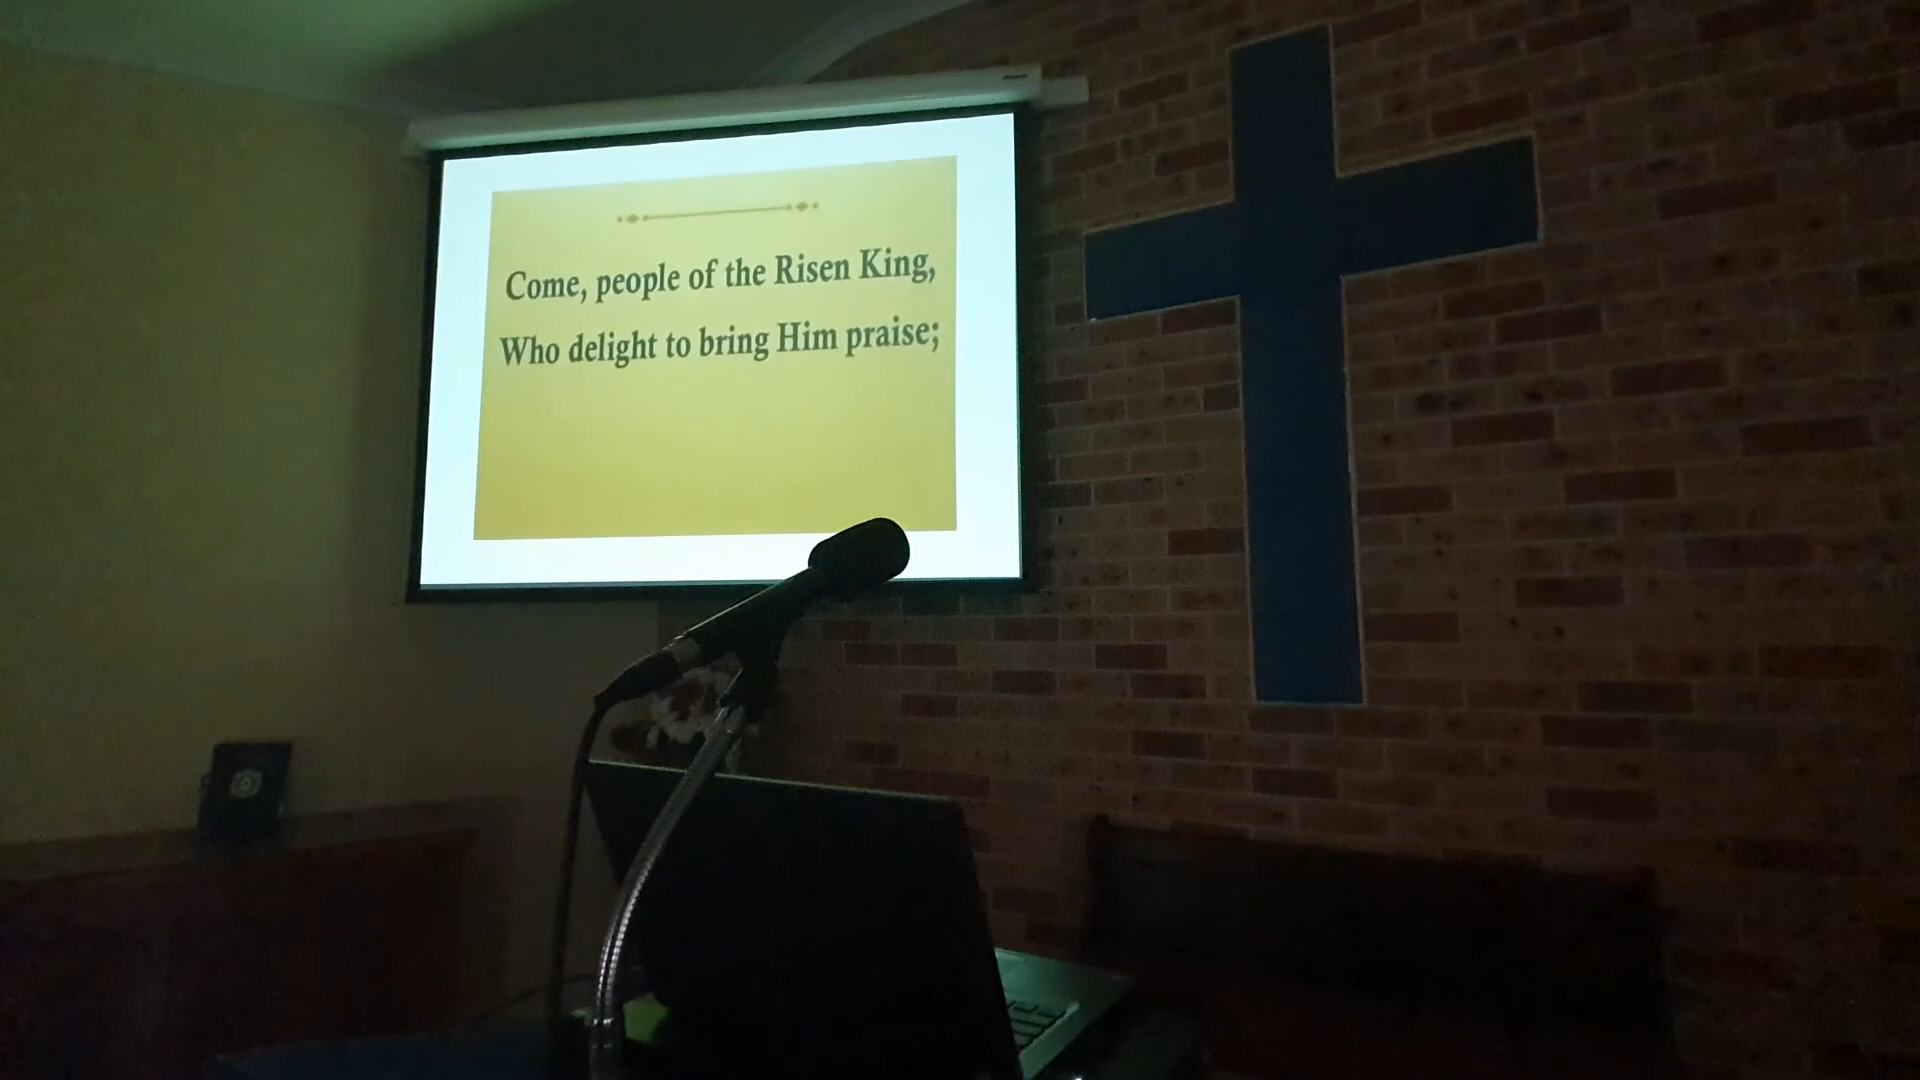 Come, people of the Risen King,
Who delight to bring Him praise;